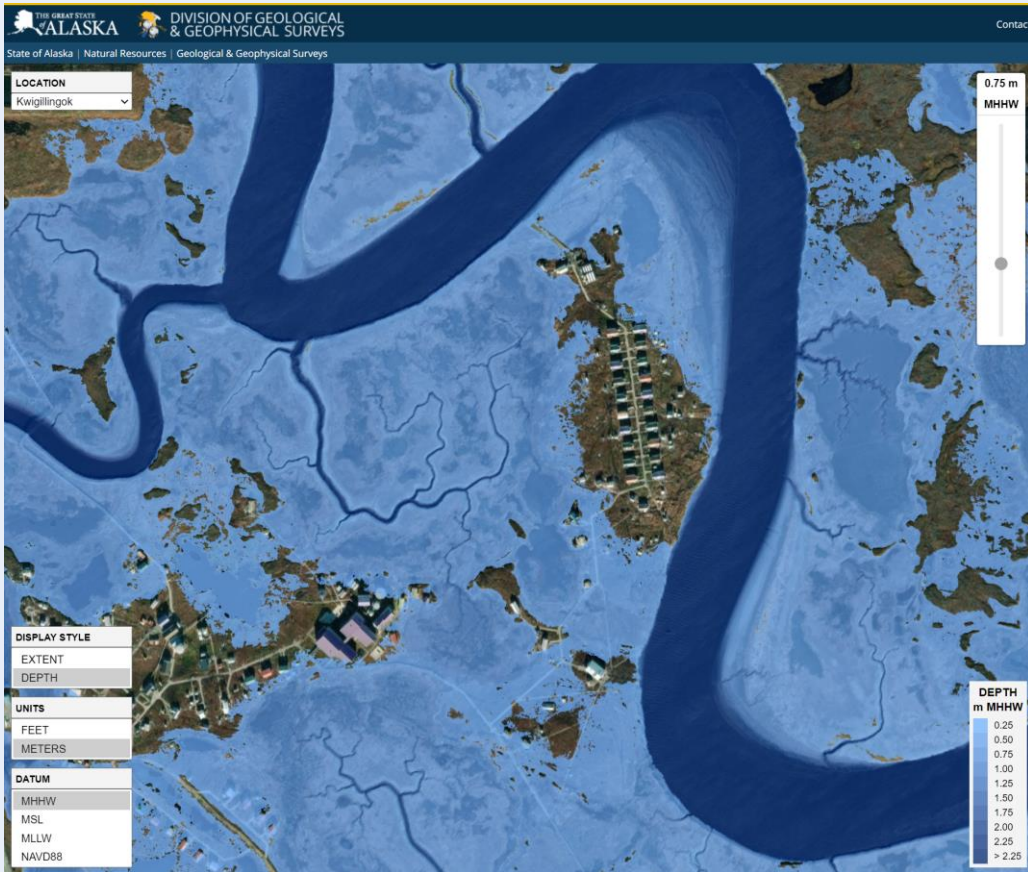 THE GREAT STATE
of ALASKA
DIVISION OF GEOLOGICAL
& GEOPHYSICAL SURVEYS
Contac
State of Alaska | Natural Resources | Geological & Geophysical Surveys
LOCATION
Kwigillingok
0.75 m
MHHW
DISPLAY STYLE
EXTENT
DEPTH
UNITS
FEET
METERS
DATUM
MHHW
MSL
MLLW
NAVD88
DEPTH
m MHHW
0.25
0.50
0.75
1.00
1.25
1.50
1.75
2.00
2.25
> 2.25